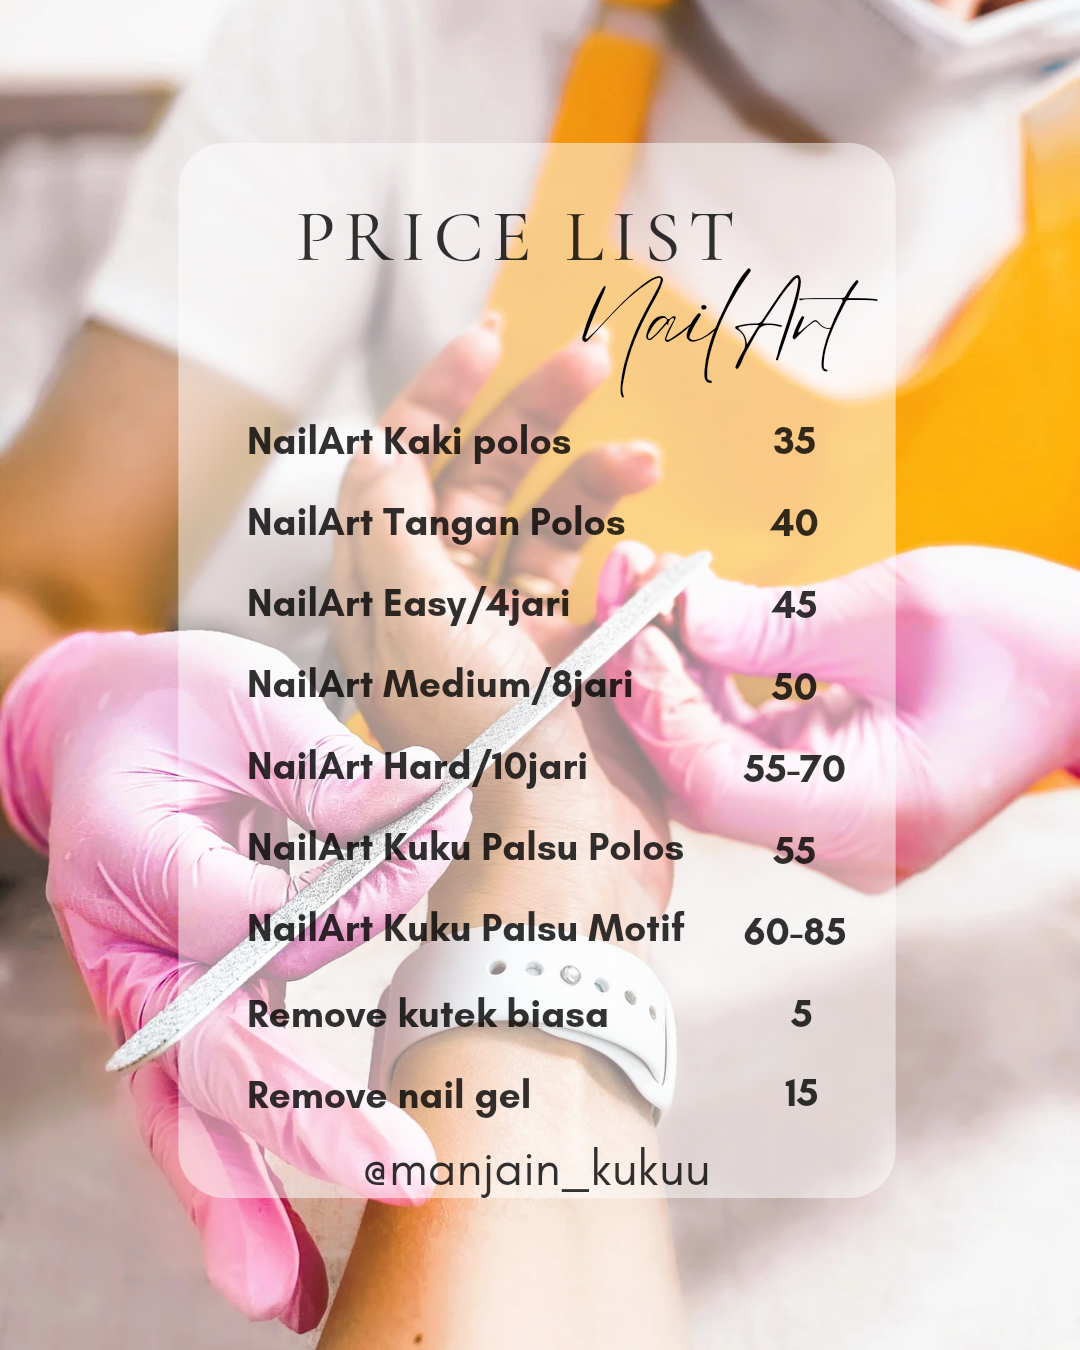 PRICE LIST
Nail Art
NailArt Kaki polos 35
NailArt Tangan Polos 40
NailArt Easy/4jari 45
NailArt Medium/8jari 50
NailArt Hard/10jari 55-70
NailArt Kuku Palsu Polos 55
NailArt Kuku Palsu Motif 60-85
Remove kutek biasa 5
Remove nail gel 15
@manjain_kukuu